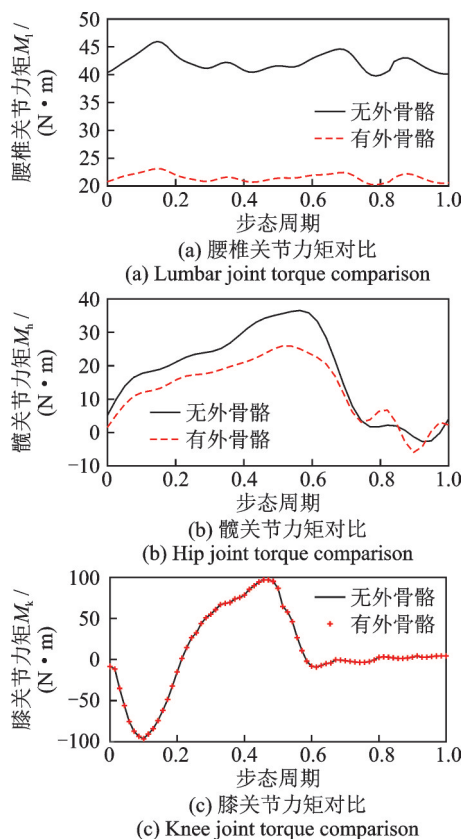 腰椎关节力矩Ml/
(N・m)
50
45
40
35
30
25
20
无外骨骼
有外骨骼
0 0.2 0.4 0.6 0.8 1.0
步态周期
(a) 腰椎关节力矩对比
(a) Lumbar joint torque comparison
髋关节力矩Mh/
(N・m)
40
30
20
10
0
−10
无外骨骼
有外骨骼
0 0.2 0.4 0.6 0.8 1.0
步态周期
(b) 髋关节力矩对比
(b) Hip joint torque comparison
膝关节力矩Mk/
(N・m)
100
50
0
−50
−100
无外骨骼
有外骨骼
0 0.2 0.4 0.6 0.8 1.0
步态周期
(c) 膝关节力矩对比
(c) Knee joint torque comparison